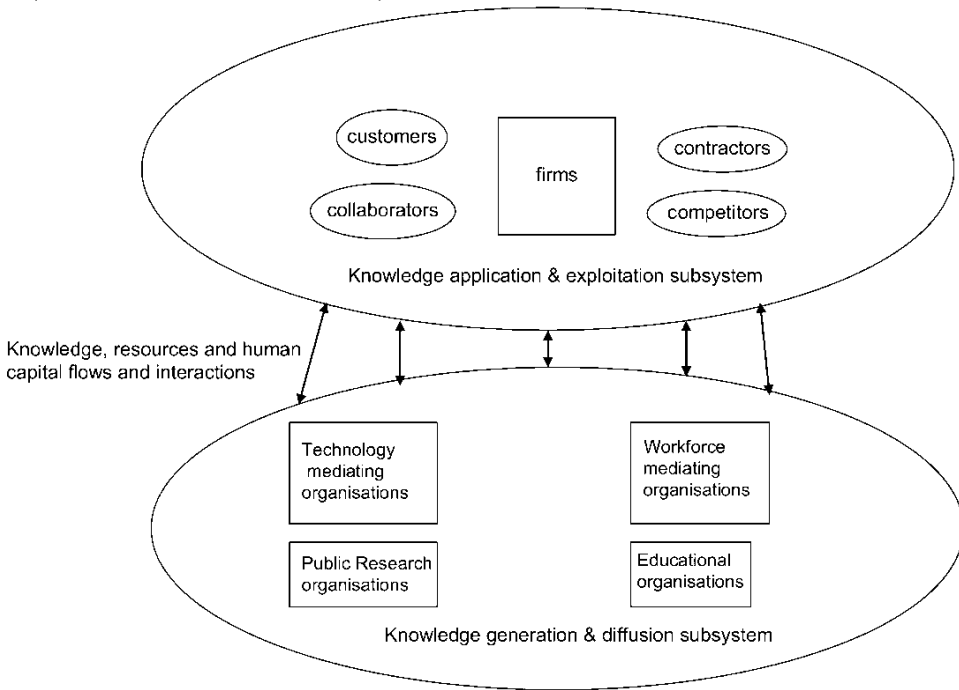 customers
firms
contractors
collaborators
competitors
Knowledge application & exploitation subsystem
Knowledge, resources and human
capital flows and interactions
Technology
mediating
organisations
Workforce
mediating
organisations
Public Research
organisations
Educational
organisations
Knowledge generation & diffusion subsystem